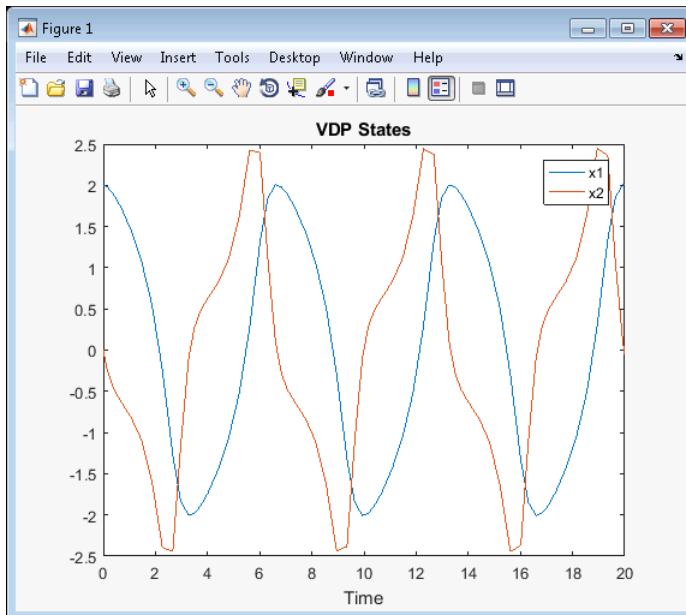 Figure 1
File Edit View Insert Tools Desktop Window Help
VDP States
2.5
2
1.5
1
0.5
0
-0.5
-1
-1.5
-2
-2.5
x1
x2
0 2 4 6 8 10 12 14 16 18 20
Time